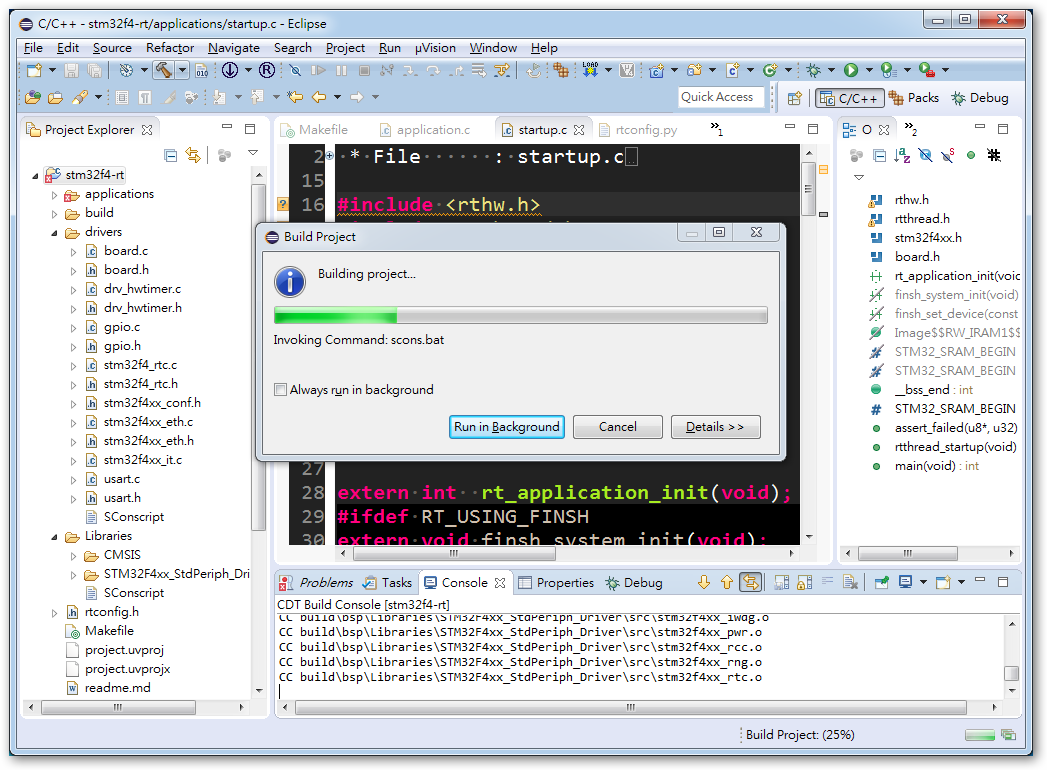 C/C++ - stm32f4-rt/applications/startup.c - Eclipse
File Edit Source Refactor Navigate Search Project Run µVision Window Help
Quick Access
C/C++ Packs Debug
Project Explorer
stm32f4-rt
applications
build
drivers
board.c
board.h
drv_hwtimer.c
drv_hwtimer.h
gpio.c
gpio.h
stm32f4_rtc.c
stm32f4_rtc.h
stm32f4xx_conf.h
stm32f4xx_eth.c
stm32f4xx_eth.h
stm32f4xx_it.c
usart.c
usart.h
SConscript
Libraries
CMSIS
STM32F4xx_StdPeriph_Dri
SConscript
rtconfig.h
Makefile
project.uvproj
project.uvprojx
readme.md
Makefile application.c startup.c rtconfig.py »1
2 * File······: startup.c
15
16 #include <rthw.h>
Build Project
Building project...
Invoking Command: scons.bat
Always run in background
Run in Background Cancel Details >>
27
28 extern int rt_application_init(void);
29 #ifdef RT_USING_FINSH
30 extern void finsh_system_init(void);
O »2
rthw.h
rtthread.h
stm32f4xx.h
board.h
rt_application_init(void
finsh_system_init(void)
finsh_set_device(const
Image$$RW_IRAM1$$
STM32_SRAM_BEGIN
STM32_SRAM_BEGIN
__bss_end : int
STM32_SRAM_BEGIN
assert_failed(u8*, u32)
rtthread_startup(void)
main(void) : int
Problems Tasks Console Properties Debug
CDT Build Console [stm32f4-rt]
CC build\bsp\Libraries\STM32F4xx_StdPeriph_Driver\src\stm32f4xx_iwdg.o
CC build\bsp\Libraries\STM32F4xx_StdPeriph_Driver\src\stm32f4xx_pwr.o
CC build\bsp\Libraries\STM32F4xx_StdPeriph_Driver\src\stm32f4xx_rcc.o
CC build\bsp\Libraries\STM32F4xx_StdPeriph_Driver\src\stm32f4xx_rng.o
CC build\bsp\Libraries\STM32F4xx_StdPeriph_Driver\src\stm32f4xx_rtc.o
Build Project: (25%)